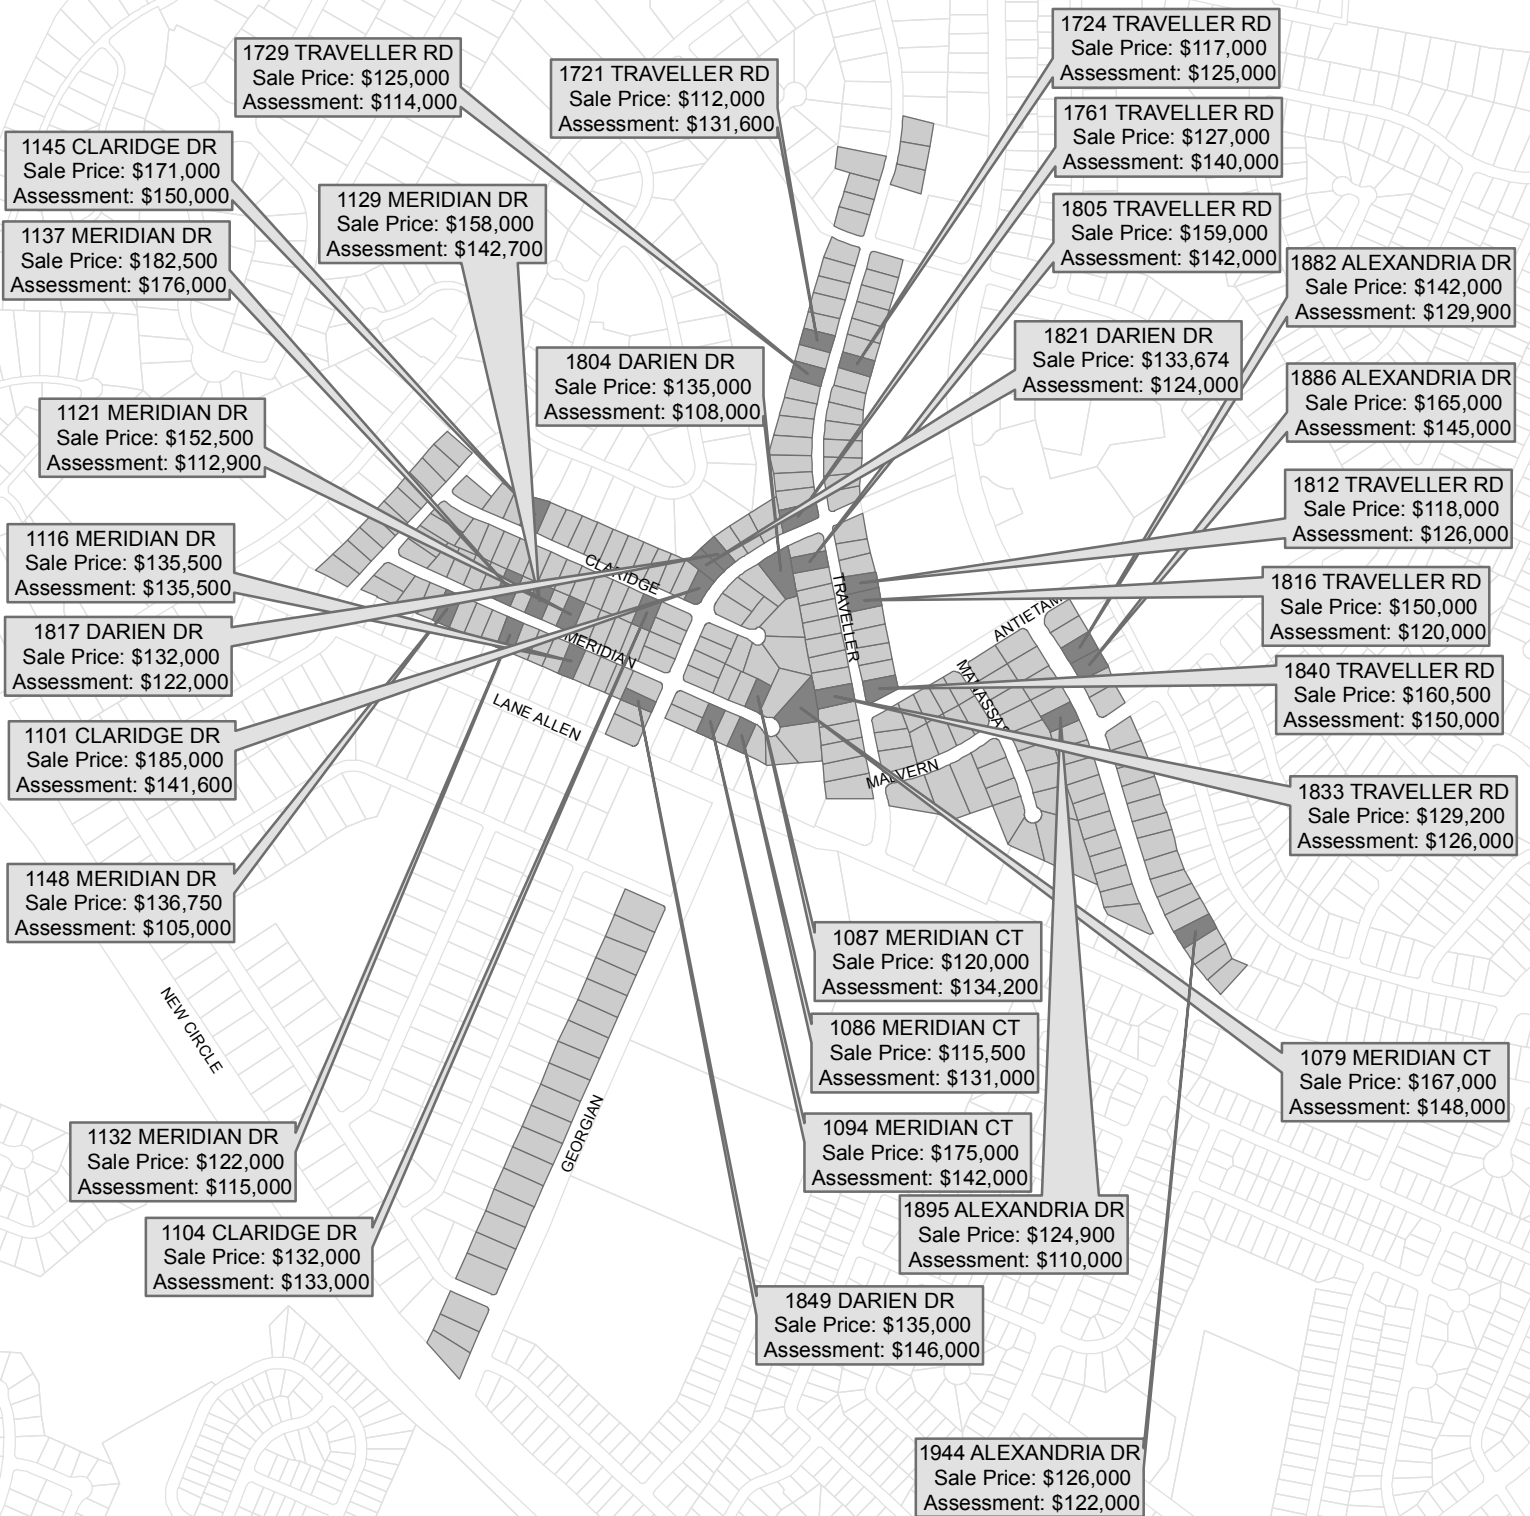 1724 TRAVELLER RD
Sale Price: $117,000
Assessment: $125,000
1729 TRAVELLER RD
Sale Price: $125,000
Assessment: $114,000
1721 TRAVELLER RD
Sale Price: $112,000
Assessment: $131,600
1761 TRAVELLER RD
Sale Price: $127,000
Assessment: $140,000
1145 CLARIDGE DR
Sale Price: $171,000
Assessment: $150,000
1129 MERIDIAN DR
Sale Price: $158,000
Assessment: $142,700
1805 TRAVELLER RD
Sale Price: $159,000
Assessment: $142,000
1137 MERIDIAN DR
Sale Price: $182,500
Assessment: $176,000
1882 ALEXANDRIA DR
Sale Price: $142,000
Assessment: $129,900
1821 DARIEN DR
Sale Price: $133,674
Assessment: $124,000
1804 DARIEN DR
Sale Price: $135,000
Assessment: $108,000
1886 ALEXANDRIA DR
Sale Price: $165,000
Assessment: $145,000
1121 MERIDIAN DR
Sale Price: $152,500
Assessment: $112,900
1812 TRAVELLER RD
Sale Price: $118,000
Assessment: $126,000
1116 MERIDIAN DR
Sale Price: $135,500
Assessment: $135,500
CLARIDGE
TRAVELLER
1816 TRAVELLER RD
Sale Price: $150,000
Assessment: $120,000
ANTIETAM
1817 DARIEN DR
Sale Price: $132,000
Assessment: $122,000
MERIDIAN
MANASSAS
1840 TRAVELLER RD
Sale Price: $160,500
Assessment: $150,000
LANE ALLEN
1101 CLARIDGE DR
Sale Price: $185,000
Assessment: $141,600
MALVERN
1833 TRAVELLER RD
Sale Price: $129,200
Assessment: $126,000
1148 MERIDIAN DR
Sale Price: $136,750
Assessment: $105,000
1087 MERIDIAN CT
Sale Price: $120,000
Assessment: $134,200
NEW CIRCLE
1086 MERIDIAN CT
Sale Price: $115,500
Assessment: $131,000
1079 MERIDIAN CT
Sale Price: $167,000
Assessment: $148,000
GEORGIAN
1132 MERIDIAN DR
Sale Price: $122,000
Assessment: $115,000
1094 MERIDIAN CT
Sale Price: $175,000
Assessment: $142,000
1895 ALEXANDRIA DR
Sale Price: $124,900
Assessment: $110,000
1104 CLARIDGE DR
Sale Price: $132,000
Assessment: $133,000
1849 DARIEN DR
Sale Price: $135,000
Assessment: $146,000
1944 ALEXANDRIA DR
Sale Price: $126,000
Assessment: $122,000